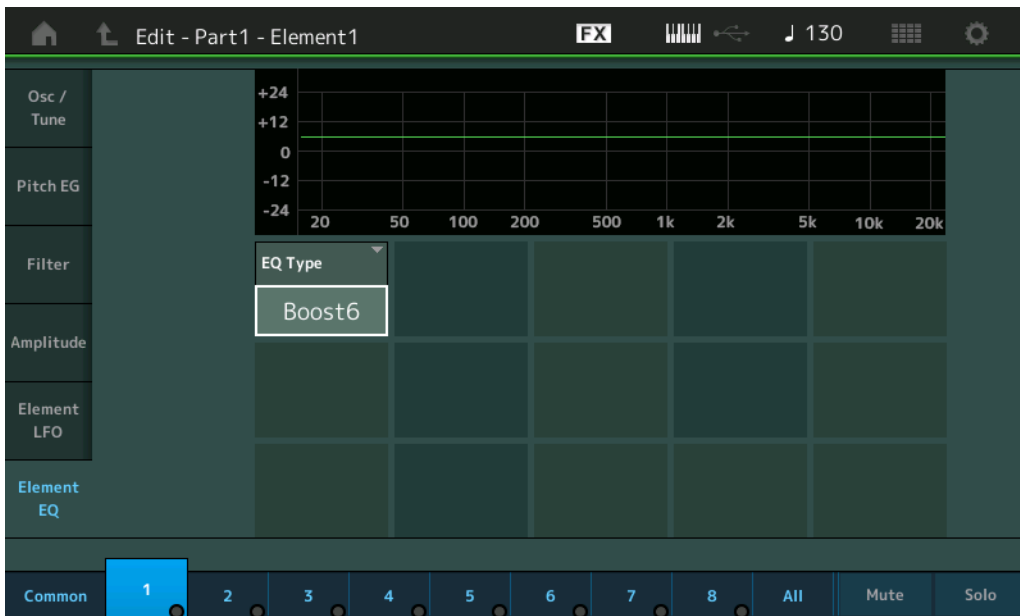 Edit - Part1 - Element1
FX
♩ 130
Osc /
Tune
Pitch EG
Filter
Amplitude
Element
LFO
Element
EQ
+24
+12
0
-12
-24
20 50 100 200 500 1k 2k 5k 10k 20k
EQ Type
Boost6
Common 1 2 3 4 5 6 7 8 All Mute Solo